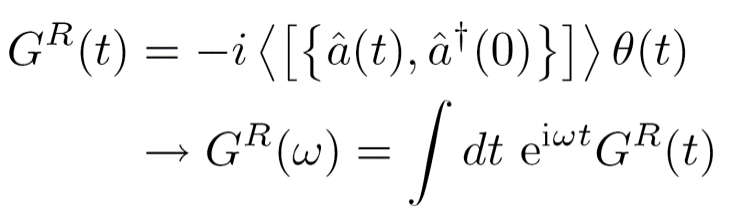 G^R(t) = −i ⟨[{â(t), â†(0)}]⟩ θ(t)
→ G^R(ω) = ∫ dt e^{iωt} G^R(t)